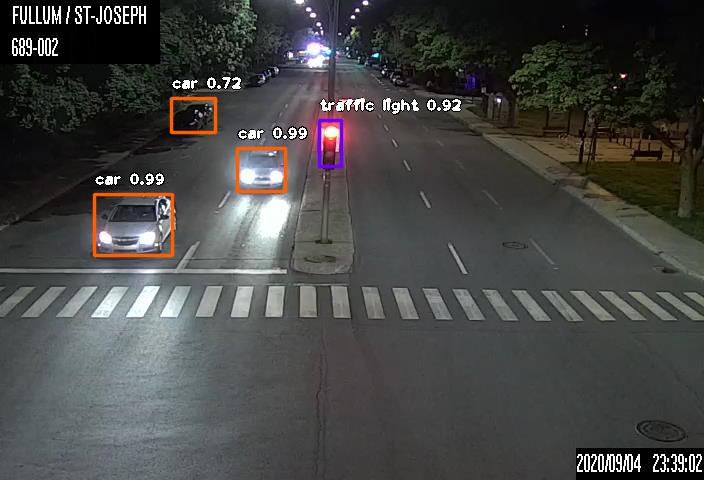 FULLUM / ST-JOSEPH
689-002
car 0.72
traffic light 0.92
car 0.99
car 0.99
2020/09/04 23:39:02